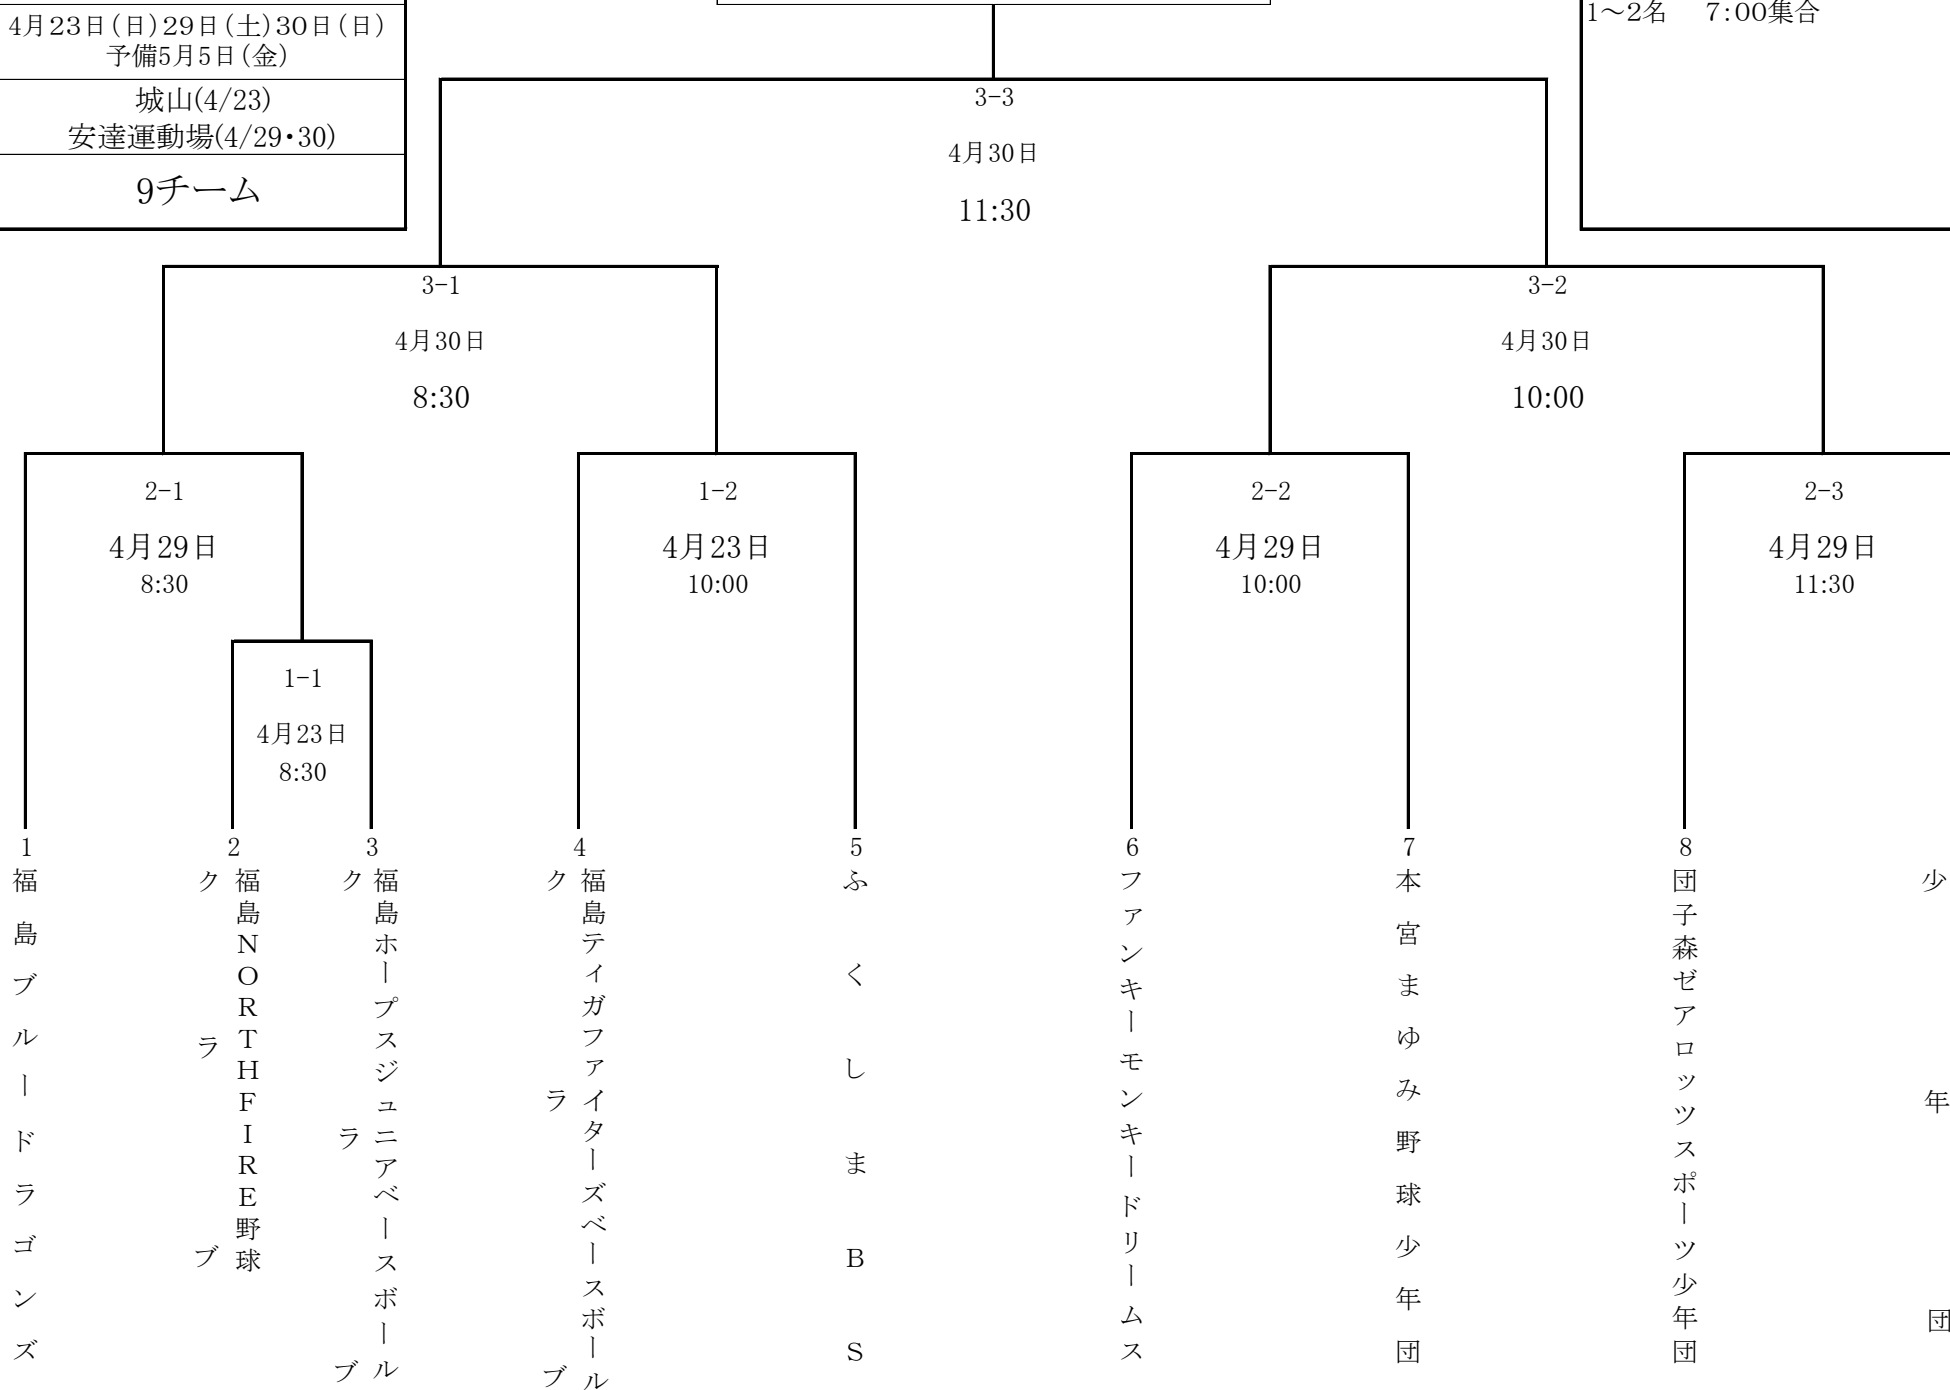 4月23日(日)29日(土)30日(日)
予備5月5日(金)
城山(4/23)
安達運動場(4/29・30)
9チーム
1～2名　7:00集合
3-3
4月30日
11:30
3-1
4月30日
8:30
3-2
4月30日
10:00
2-1
4月29日
8:30
1-2
4月23日
10:00
2-2
4月29日
10:00
2-3
4月29日
11:30
1-1
4月23日
8:30
1
福島ブルードラゴンズ
2
福島NORTHFIRE野球
クラブ
3
福島ホープスジュニアベースボール
クラブ
4
福島ティガファイターズベースボール
クラブ
5
ふくしまBS
6
ファンキーモンキードリームス
7
本宮まゆみ野球少年団
8
団子森ゼアロッツスポーツ少年団
少年団